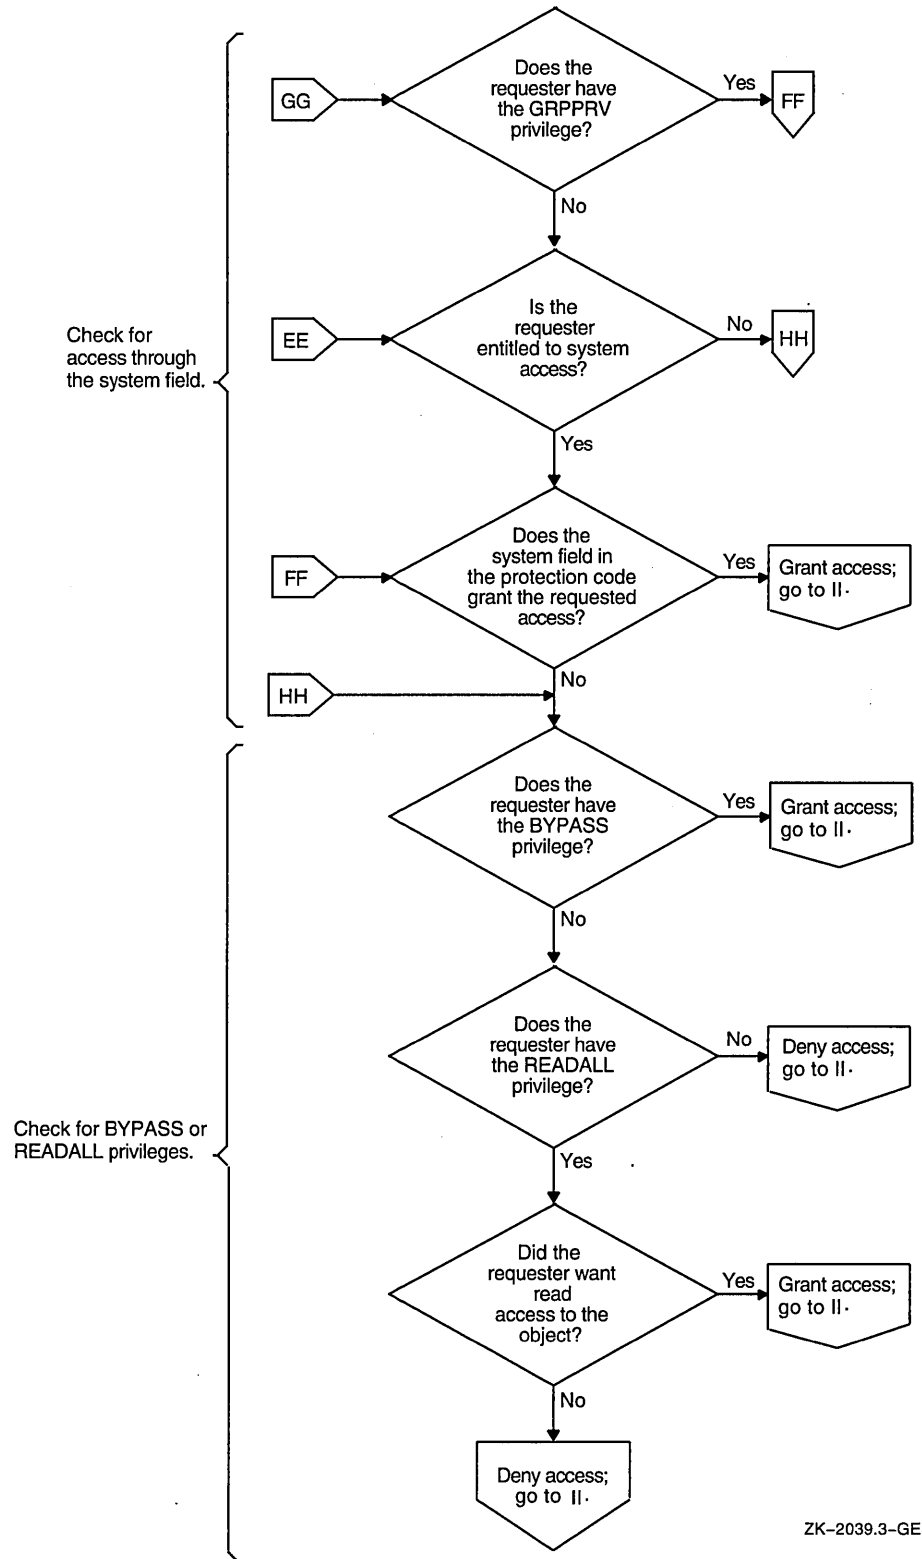 Does the
requester have
the GRPPRV
privilege?
GG
Yes
FF
No
Is the
requester
entitled to system
access?
EE
No
HH
Check for
access through
the system field.
Yes
Does the
system field in
the protection code
grant the requested
access?
FF
Yes
Grant access;
go to II.
No
HH
Does the
requester have
the BYPASS
privilege?
Yes
Grant access;
go to II.
No
Does the
requester have
the READALL
privilege?
No
Deny access;
go to II.
Check for BYPASS or
READALL privileges.
Yes
Did the
requester want
read
access to the
object?
Yes
Grant access;
go to II.
No
Deny access;
go to II.
ZK–2039.3–GE